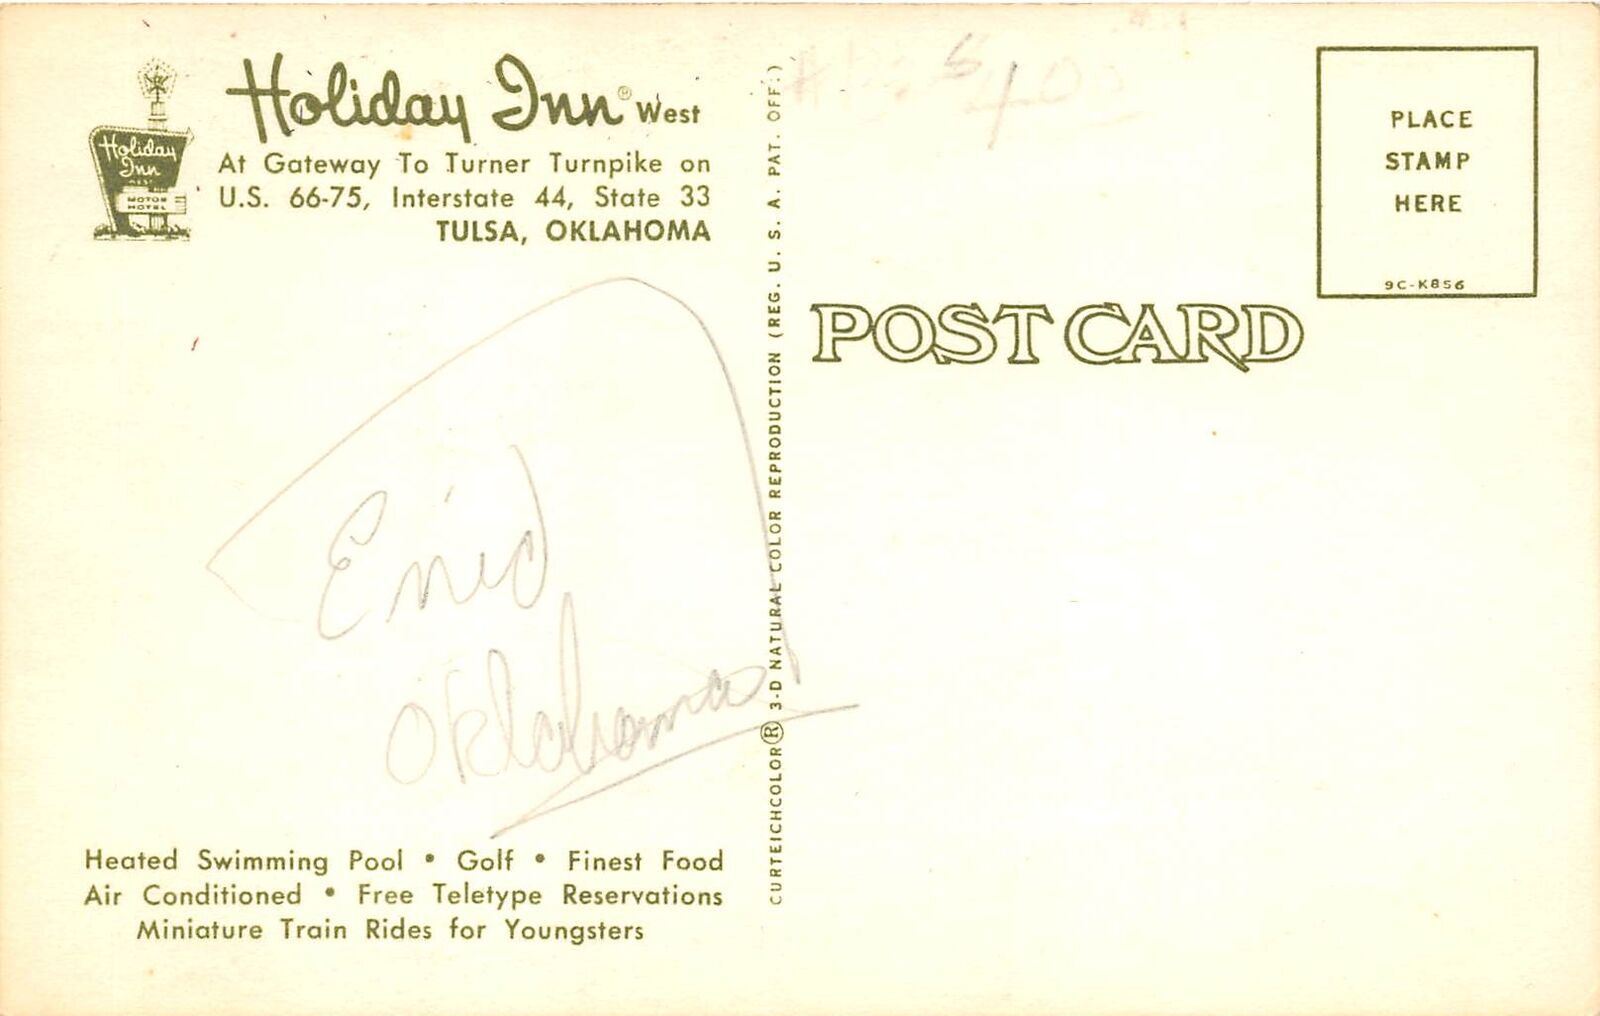 Holiday Inn® West
At Gateway To Turner Turnpike on
U.S. 66-75, Interstate 44, State 33
TULSA, OKLAHOMA
Holiday
Inn
WEST
MOTOR
HOTEL
Enid
Oklahoma
Heated Swimming Pool • Golf • Finest Food
Air Conditioned • Free Teletype Reservations
Miniature Train Rides for Youngsters
CURTEICHCOLOR® 3-D NATURAL COLOR REPRODUCTION (REG. U. S. A. PAT. OFF.)
POST CARD
PLACE
STAMP
HERE
9C-K856